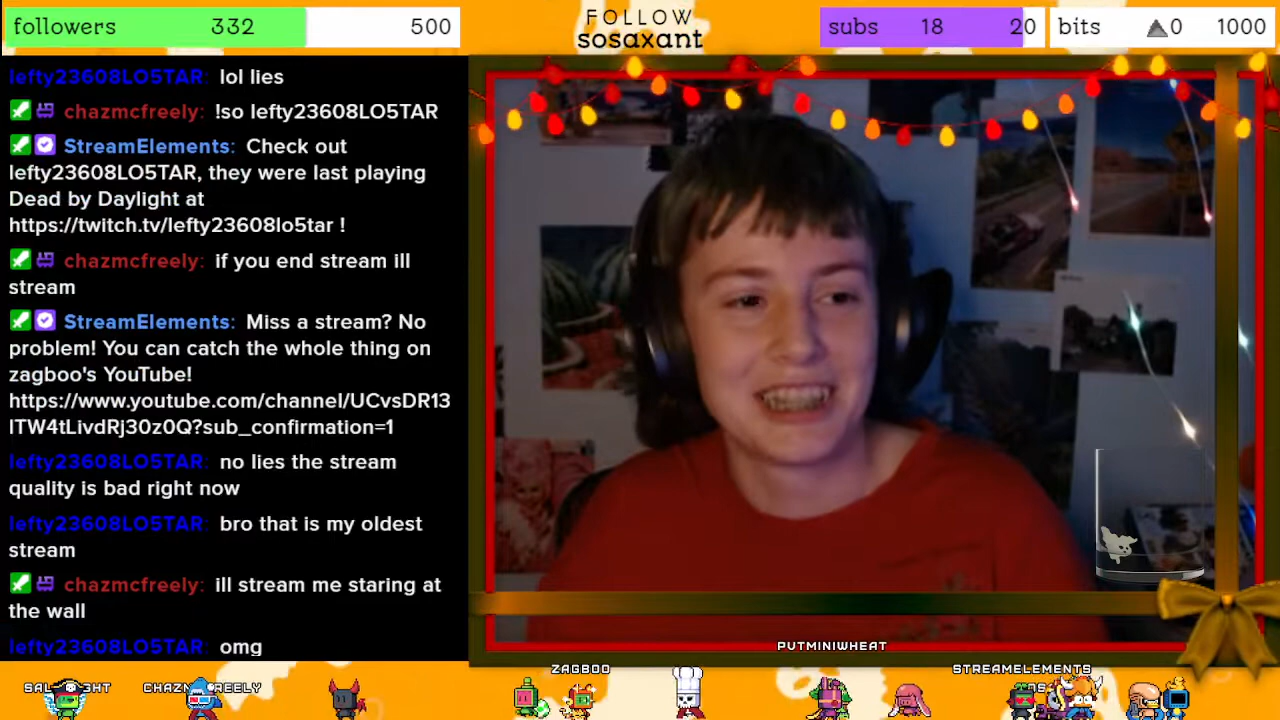 followers 332 500
FOLLOW
sosaxant
subs 18 20
bits 0 1000
lefty23608LO5TAR: lol lies
chazmcfreely: !so lefty23608LO5TAR
StreamElements: Check out
lefty23608LO5TAR, they were last playing
Dead by Daylight at
https://twitch.tv/lefty23608lo5tar !
chazmcfreely: if you end stream ill
stream
StreamElements: Miss a stream? No
problem! You can catch the whole thing on
zagboo's YouTube!
https://www.youtube.com/channel/UCvsDR13
lTW4tLivdRj30z0Q?sub_confirmation=1
lefty23608LO5TAR: no lies the stream
quality is bad right now
lefty23608LO5TAR: bro that is my oldest
stream
chazmcfreely: ill stream me staring at
the wall
lefty23608LO5TAR: omg
PUTMINIWHEAT
ZAGBOO
STREAMELEMENTS